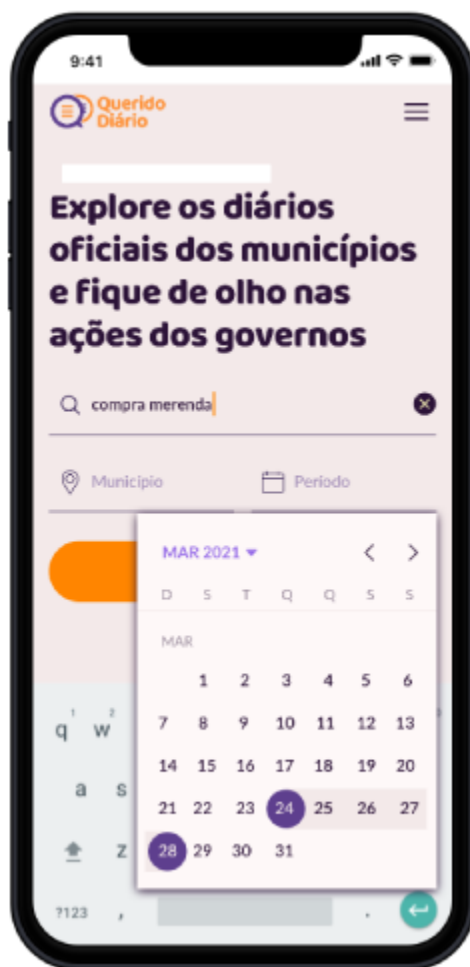 9:41
Querido
Diário
Explore os diários
oficiais dos municípios
e fique de olho nas
ações dos governos
compra merenda
Município Período
MAR 2021
D S T Q Q S S
MAR
1 2 3 4 5 6
7 8 9 10 11 12 13
14 15 16 17 18 19 20
21 22 23 24 25 26 27
28 29 30 31
q 1 w 2
a s
z
?123 , .